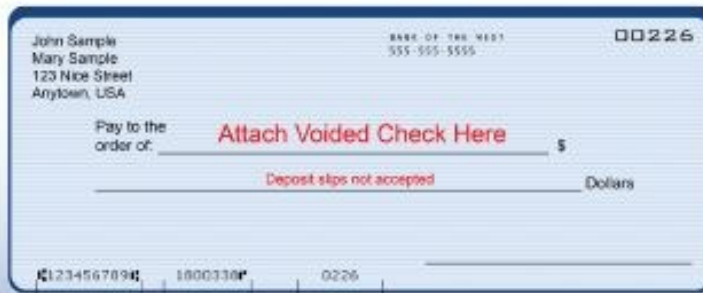 John Sample
Mary Sample
123 Nice Street
Anytown, USA
BANK OF THE WEST
555-555-5555
00226
Pay to the
order of: Attach Voided Check Here $
Deposit slips not accepted Dollars
⑆123456789⑆ 1800338⑈ 0226